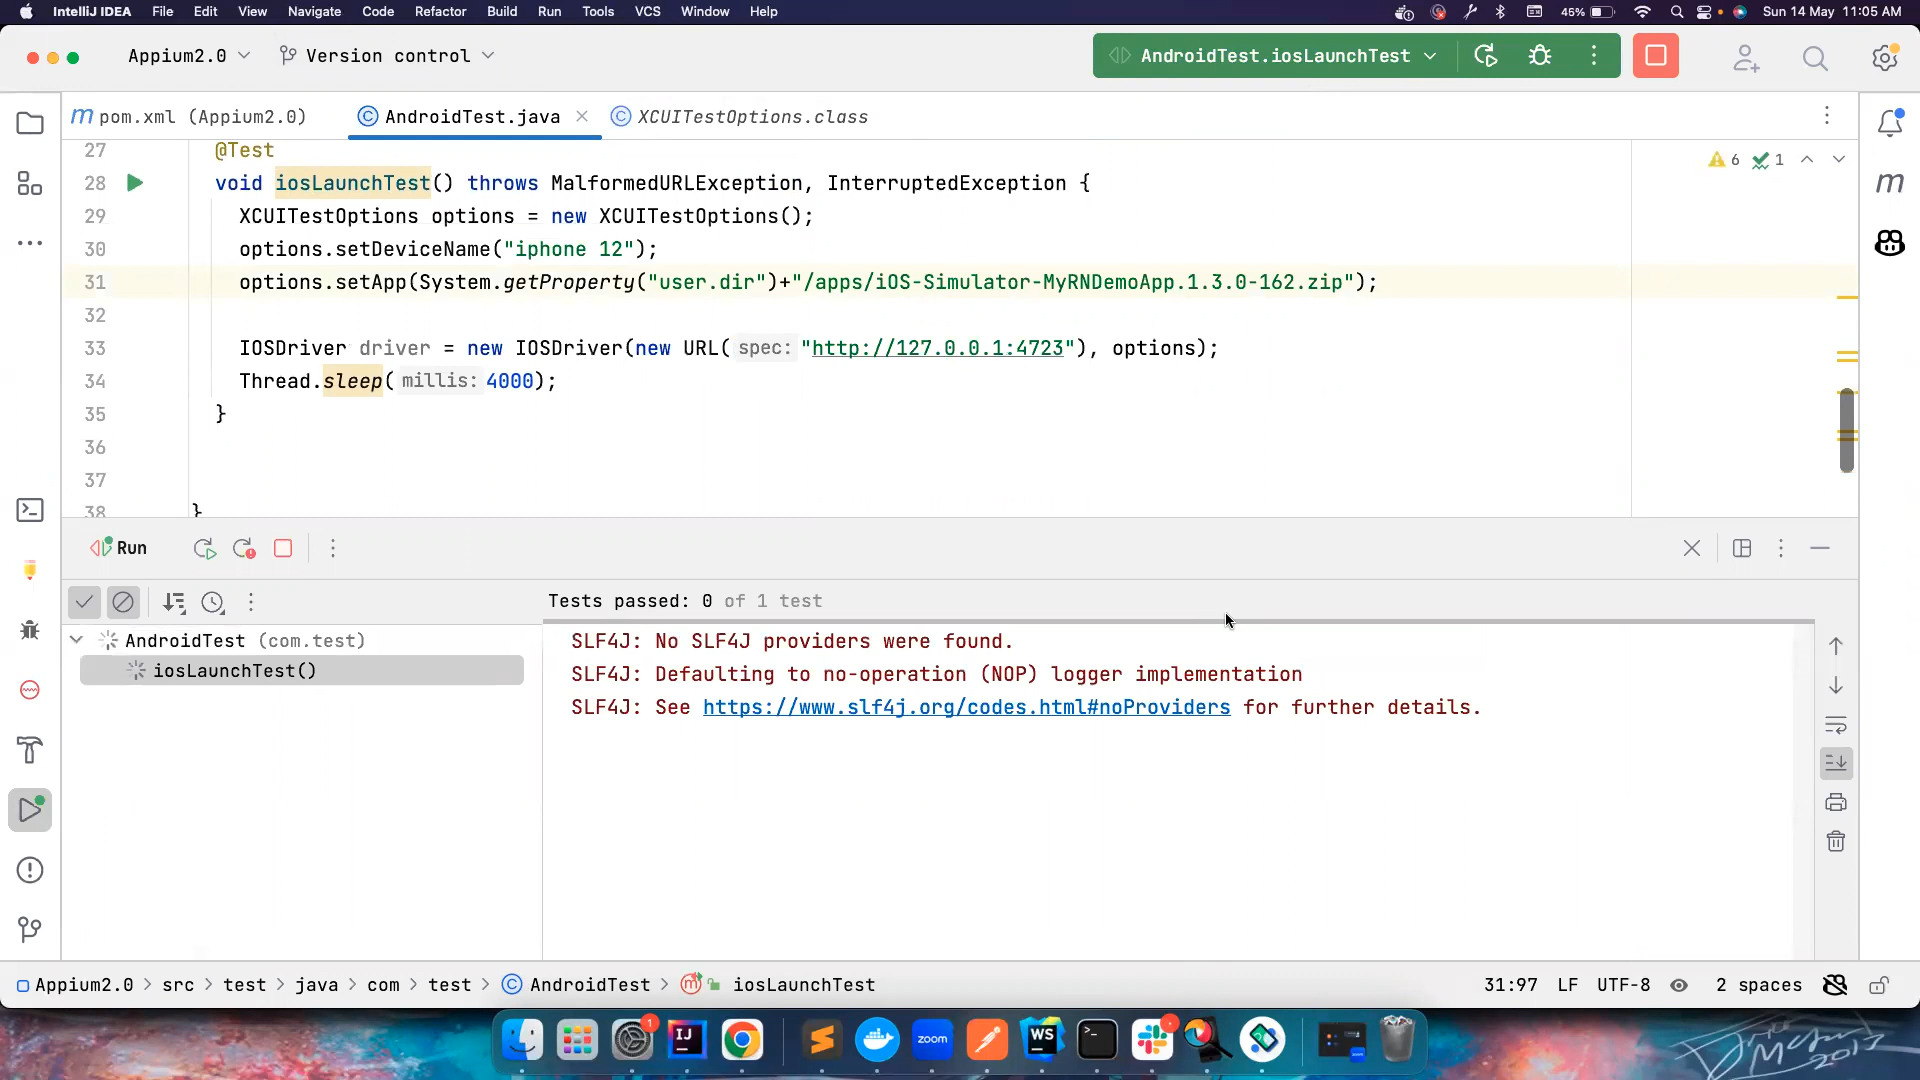 IntelliJ IDEA File Edit View Navigate Code Refactor Build Run Tools VCS Window Help 46% Sun 14 May 11:05 AM
Appium2.0 Version control AndroidTest.iosLaunchTest
m pom.xml (Appium2.0) AndroidTest.java XCUITestOptions.class
27 @Test 6 1
28 void iosLaunchTest() throws MalformedURLException, InterruptedException {
29 XCUITestOptions options = new XCUITestOptions();
30 options.setDeviceName("iphone 12");
31 options.setApp(System.getProperty("user.dir")+"/apps/iOS-Simulator-MyRNDemoApp.1.3.0-162.zip");
32
33 IOSDriver driver = new IOSDriver(new URL( spec: "http://127.0.0.1:4723"), options);
34 Thread.sleep( millis: 4000);
35 }
36
37
38 }
Run
Tests passed: 0 of 1 test
AndroidTest (com.test)
iosLaunchTest()
SLF4J: No SLF4J providers were found.
SLF4J: Defaulting to no-operation (NOP) logger implementation
SLF4J: See https://www.slf4j.org/codes.html#noProviders for further details.
Appium2.0 > src > test > java > com > test > AndroidTest > iosLaunchTest 31:97 LF UTF-8 2 spaces
1 IJ zoom WS